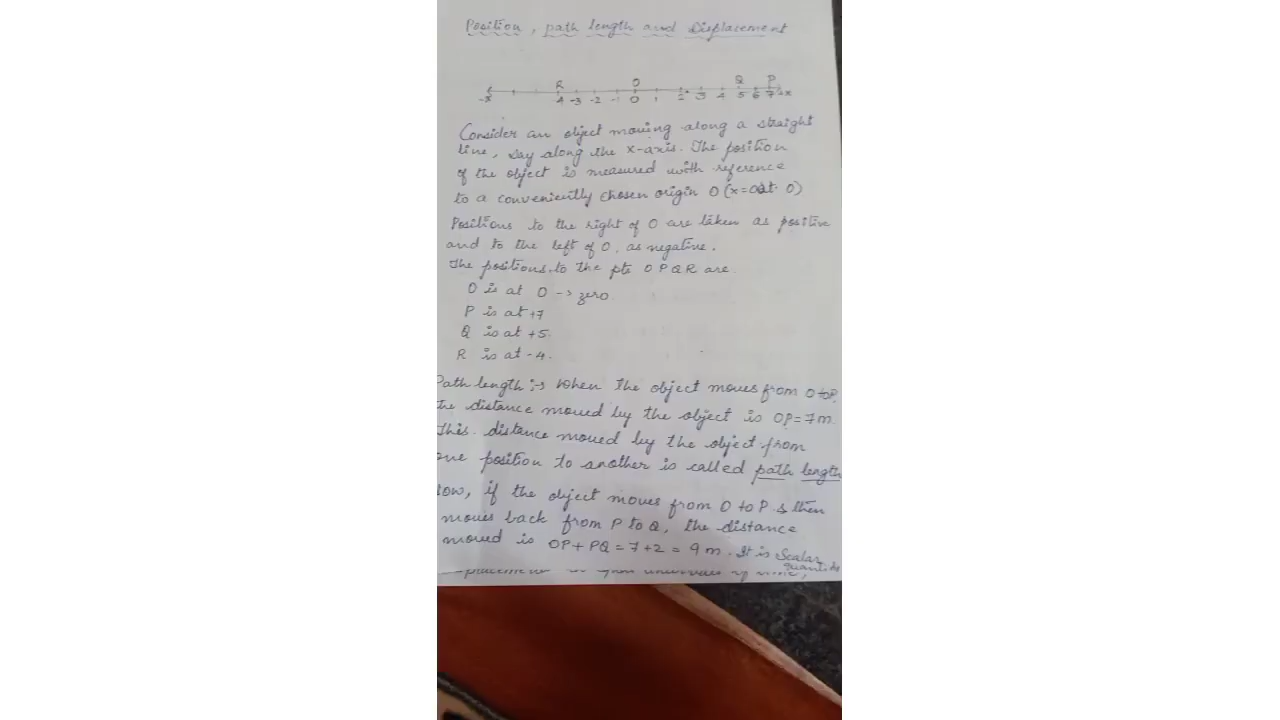 Position, path length and Displacement
R O Q P
-x -4 -3 -2 -1 0 1 2 3 4 5 6 7 +x
Consider an object moving along a straight
line, say along the x-axis. The position
of the object is measured with reference
to a conveniently chosen origin O (x=0 at O)
Positions to the right of O are taken as positive
and to the left of O, as negative.
The positions to the pts O P Q R are.
O is at O → zero.
P is at +7
Q is at +5.
R is at -4.
Path length :- When the object moves from O to P,
the distance moved by the object is OP = 7m.
This distance moved by the object from
one position to another is called path length
Now, if the object moves from O to P & then
moves back from P to Q, the distance
moved is OP + PQ = 7+2 = 9 m. It is Scalar
quantity